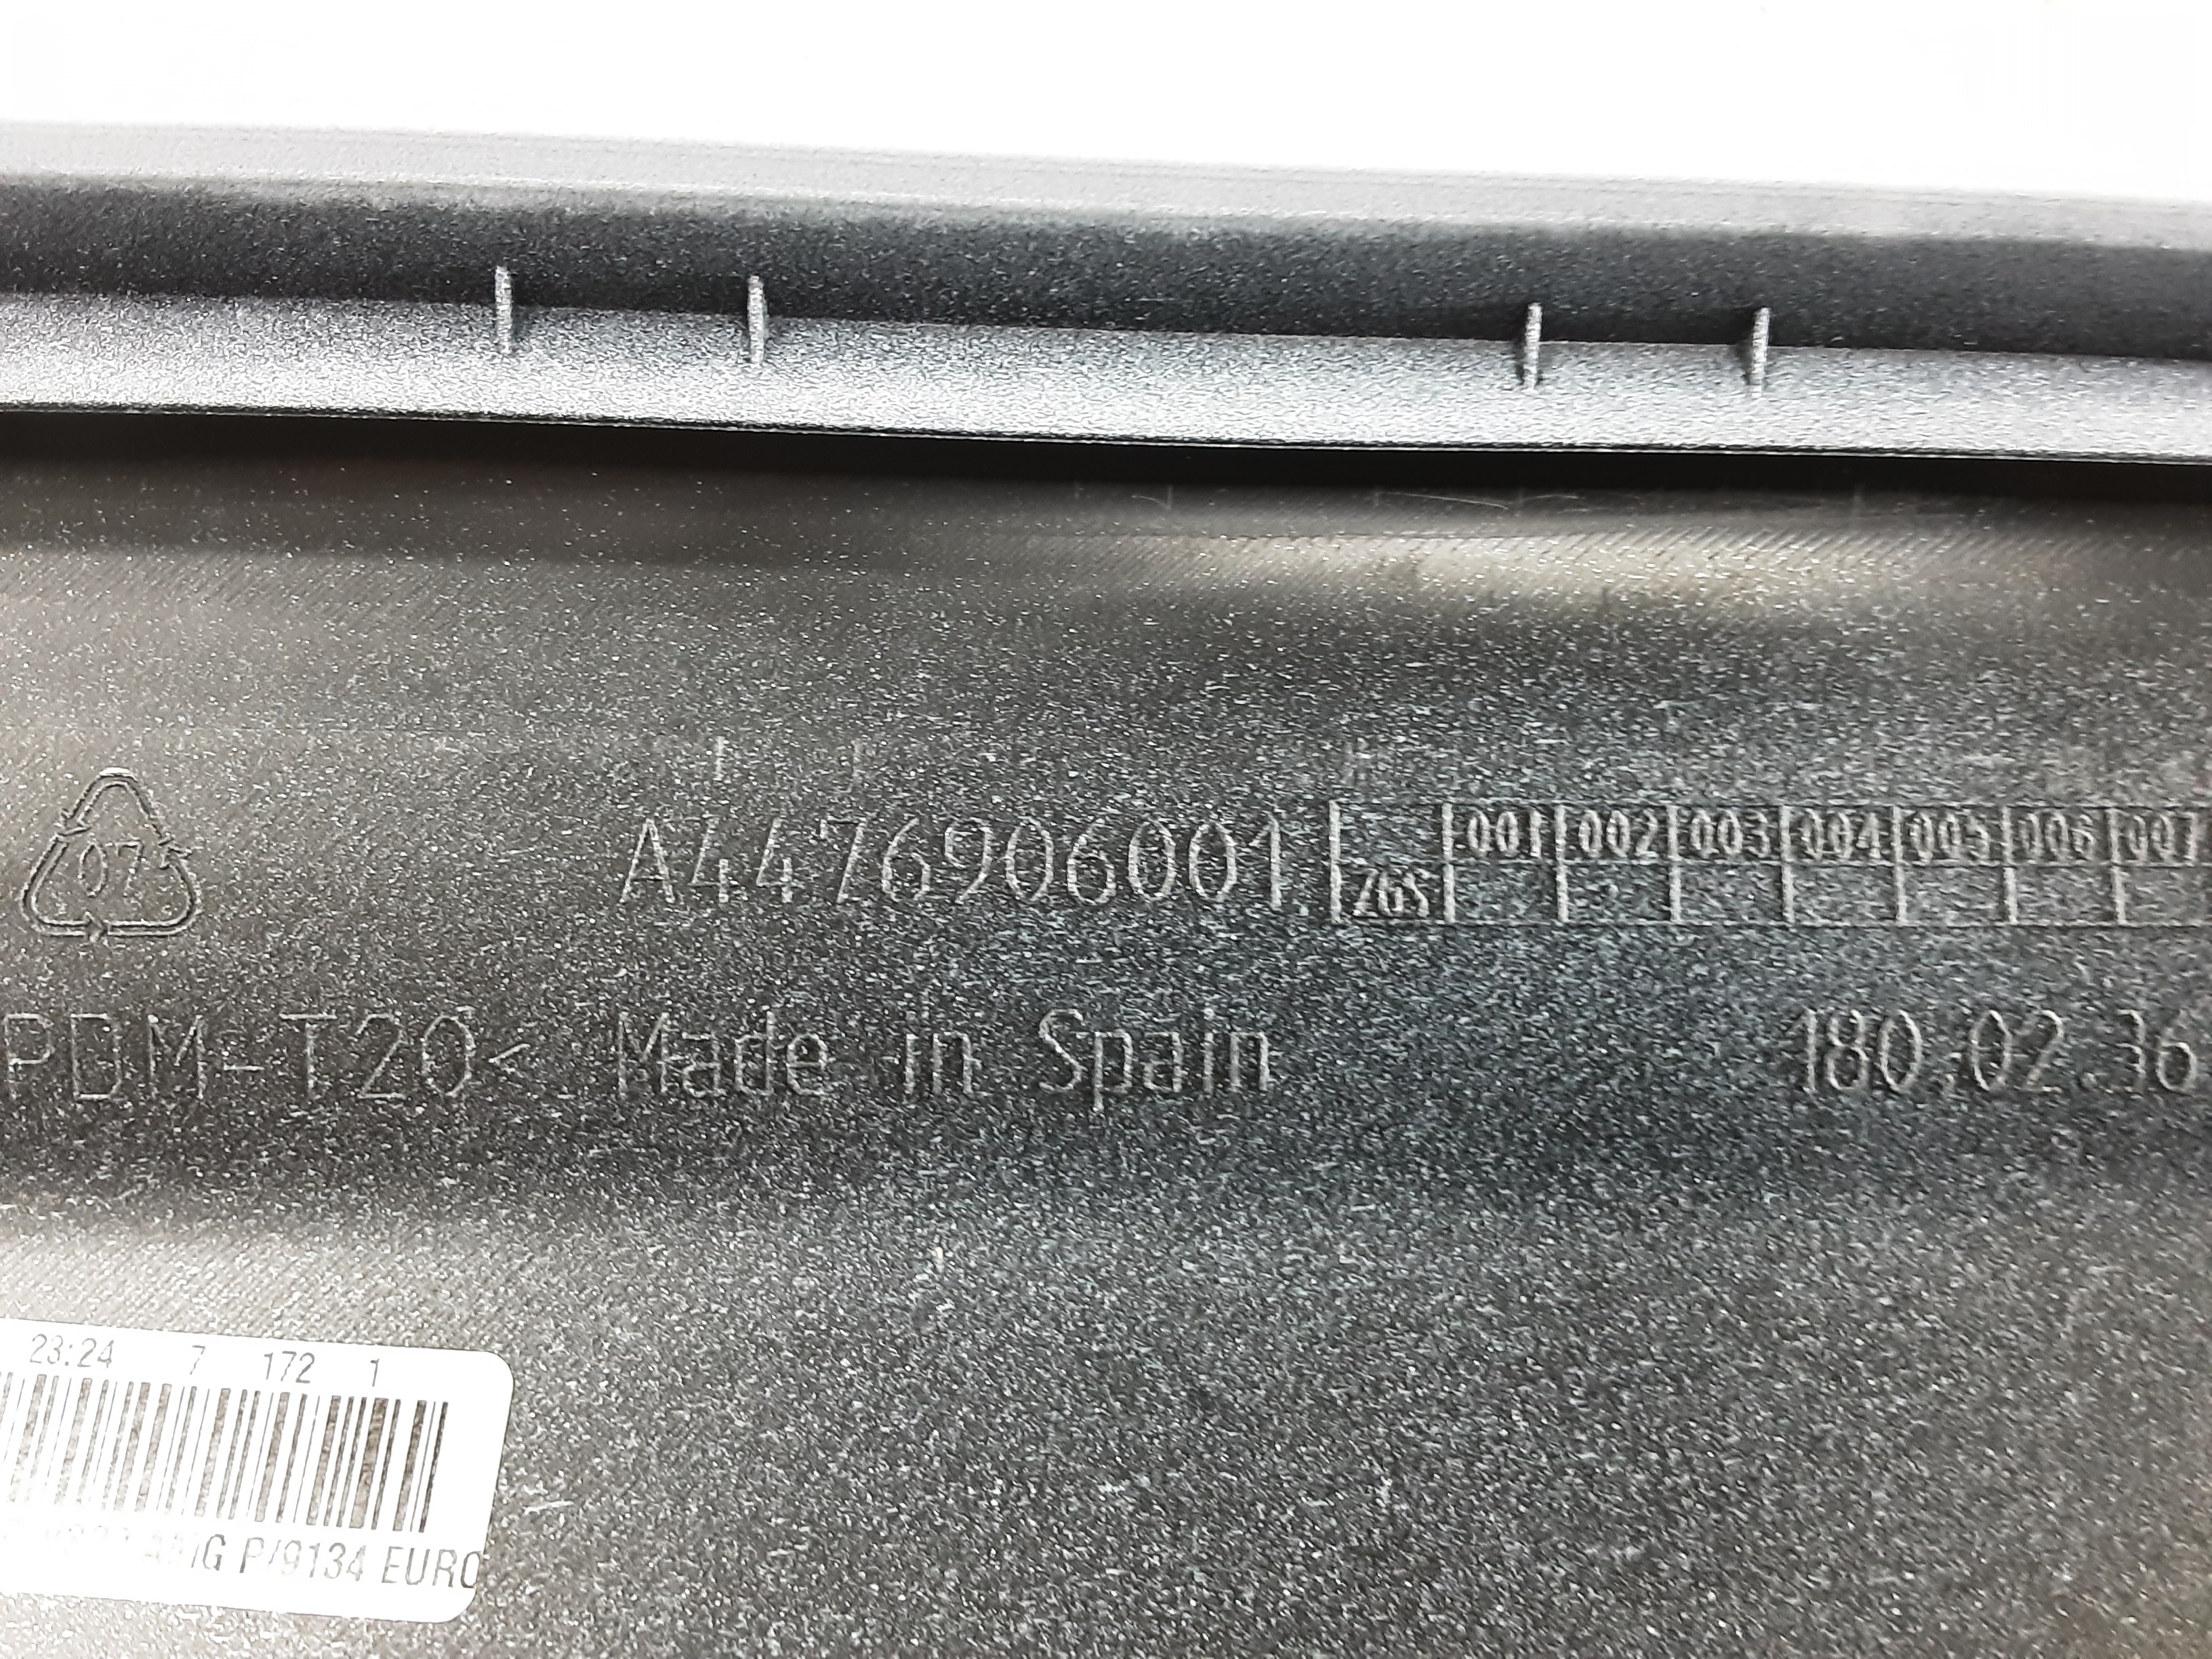 07
A4476906001
001 002 003 004 005 006 007
ZGS
PDM-T20< Made in Spain 180.02.36
23:24 7 172 1
P/9134 EURO